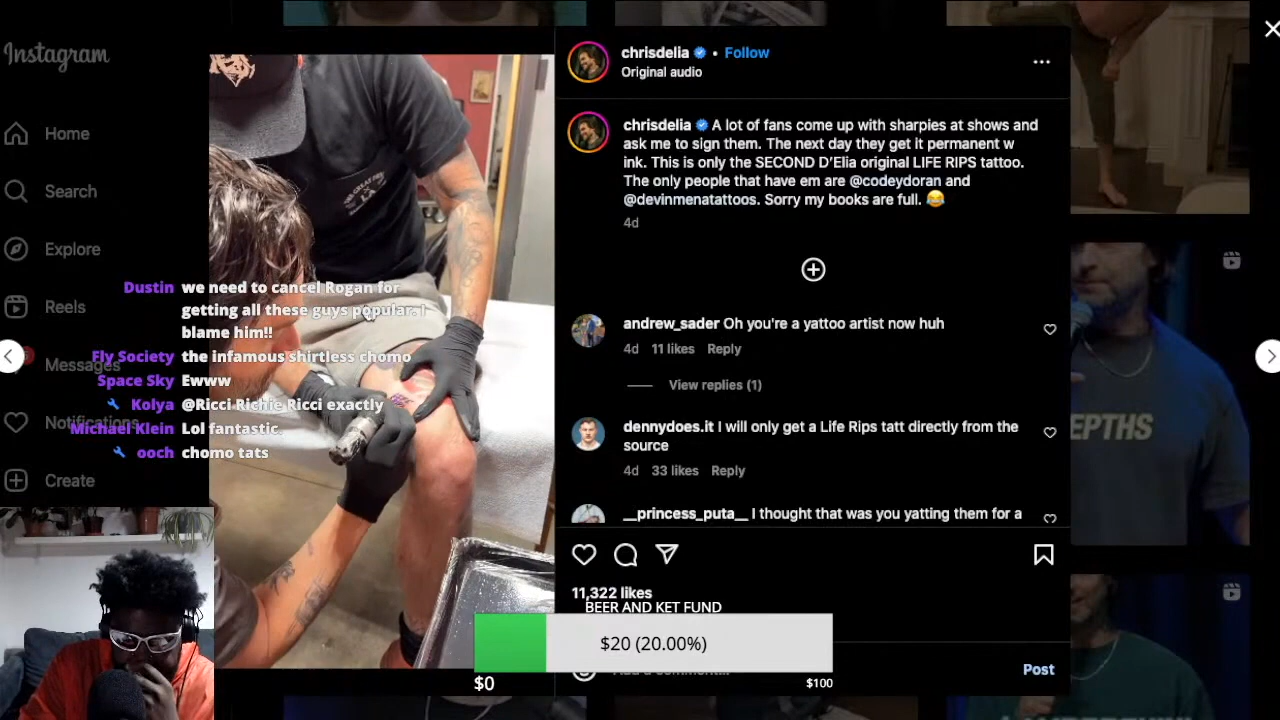 Instagram
Home
Search
Explore
Reels
Messages
Notifications
Create
chrisdelia • Follow
Original audio
•••
chrisdelia A lot of fans come up with sharpies at shows and
ask me to sign them. The next day they get it permanent w
ink. This is only the SECOND D’Elia original LIFE RIPS tattoo.
The only people that have em are @codeydoran and
@devinmenatattoos. Sorry my books are full. 😂
4d
andrew_sader Oh you're a yattoo artist now huh
4d 11 likes Reply
View replies (1)
dennydoes.it I will only get a Life Rips tatt directly from the
source
4d 33 likes Reply
__princess_puta__ I thought that was you yatting them for a
11,322 likes
Post
Dustin we need to cancel Rogan for
getting all these guys popular. I
blame him!!
Fly Society the infamous shirtless chomo
Space Sky Ewww
Kolya @Ricci Richie Ricci exactly
Michael Klein Lol fantastic.
ooch chomo tats
BEER AND KET FUND
$20 (20.00%)
$0
$100
EPTHS